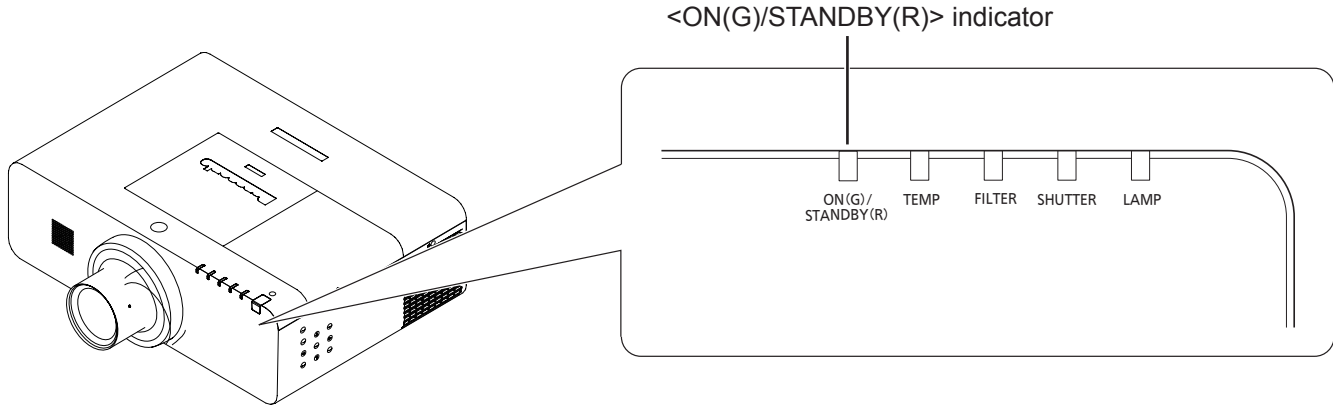 <ON(G)/STANDBY(R)> indicator
ON(G)/
STANDBY(R)
TEMP
FILTER
SHUTTER
LAMP